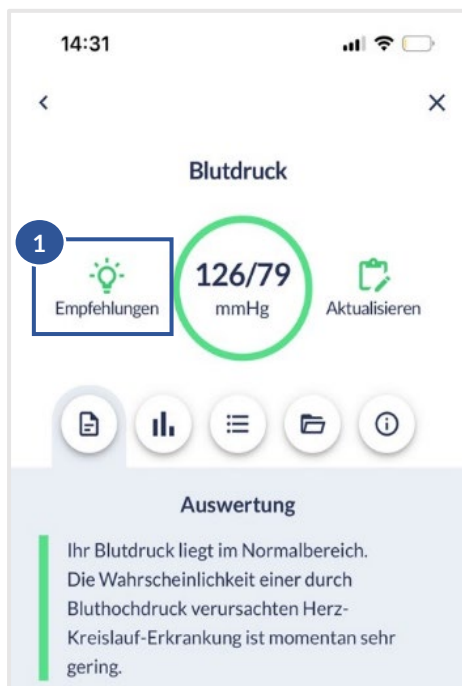 14:31
Blutdruck
1
Empfehlungen
126/79
mmHg
Aktualisieren
Auswertung
Ihr Blutdruck liegt im Normalbereich.
Die Wahrscheinlichkeit einer durch
Bluthochdruck verursachten Herz-
Kreislauf-Erkrankung ist momentan sehr
gering.